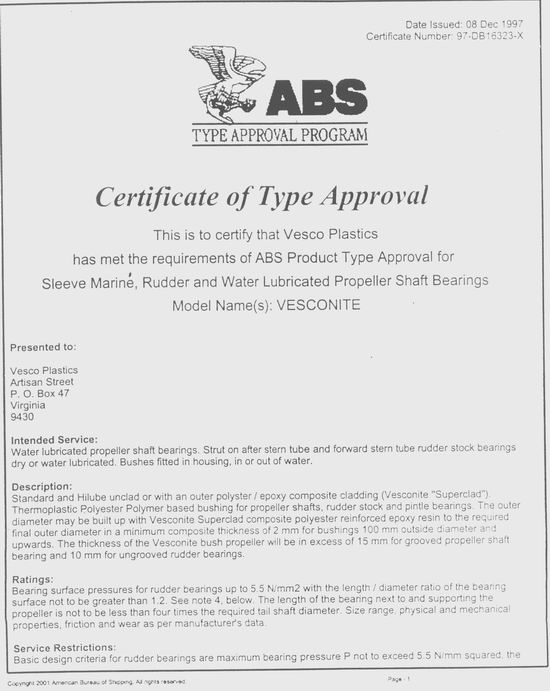 Date Issued: 08 Dec 1997
Certificate Number: 97-DB16323-X
ABS
TYPE APPROVAL PROGRAM
Certificate of Type Approval
This is to certify that Vesco Plastics
has met the requirements of ABS Product Type Approval for
Sleeve Marine, Rudder and Water Lubricated Propeller Shaft Bearings
Model Name(s): VESCONITE
Presented to:
Vesco Plastics
Artisan Street
P. O. Box 47
Virginia
9430
Intended Service:
Water lubricated propeller shaft bearings. Strut on after stern tube and forward stern tube rudder stock bearings
dry or water lubricated. Bushes fitted in housing, in or out of water.
Description:
Standard and Hilube unclad or with an outer polyster / epoxy composite cladding (Vesconite "Superclad").
Thermoplastic Polyester Polymer based bushing for propeller shafts, rudder stock and pintle bearings. The outer
diameter may be built up with Vesconite Superclad composite polyester reinforced epoxy resin to the required
final outer diameter in a minimum composite thickness of 2 mm for bushings 100 mm outside diameter and
upwards. The thickness of the Vesconite bush propeller will be in excess of 15 mm for grooved propeller shaft
bearing and 10 mm for ungrooved rudder bearings.
Ratings:
Bearing surface pressures for rudder bearings up to 5.5 N/mm2 with the length / diameter ratio of the bearing
surface not to be greater than 1.2. See note 4, below. The length of the bearing next to and supporting the
propeller is not to be less than four times the required tail shaft diameter. Size range, physical and mechanical
properties, friction and wear as per manufacturer's data.
Service Restrictions:
Basic design criteria for rudder bearings are maximum bearing pressure P not to exceed 5.5 N/mm squared, the
Copyright 2001 American Bureau of Shipping. All rights reserved.
Page - 1